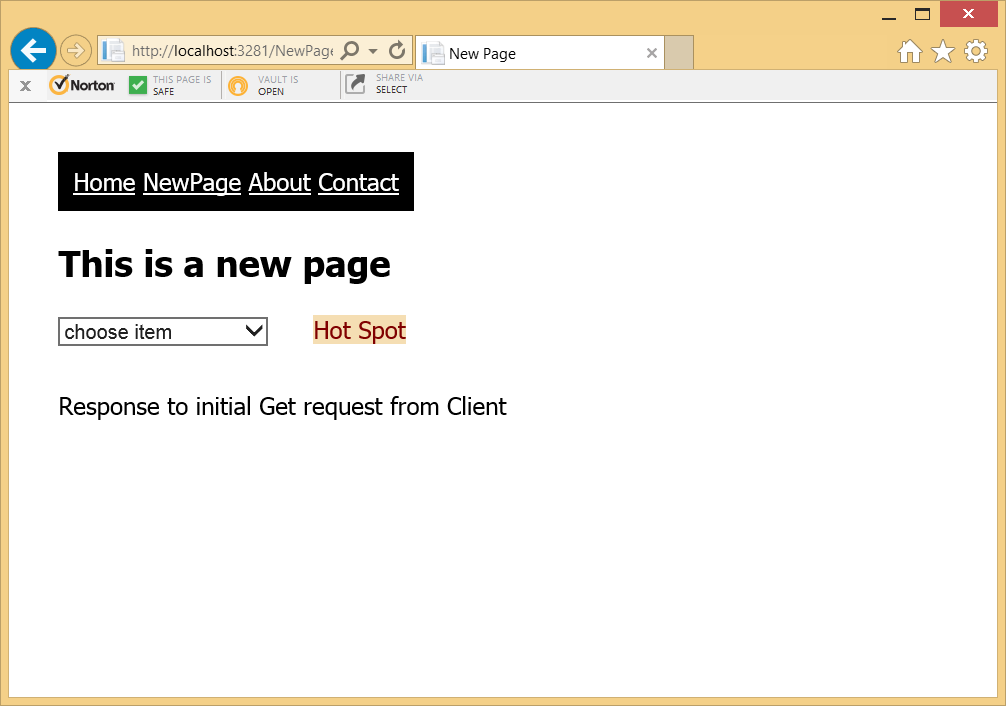 http://localhost:3281/NewPage
New Page
Norton
THIS PAGE IS
SAFE
VAULT IS
OPEN
SHARE VIA
SELECT
Home NewPage About Contact
This is a new page
choose item
Hot Spot
Response to initial Get request from Client